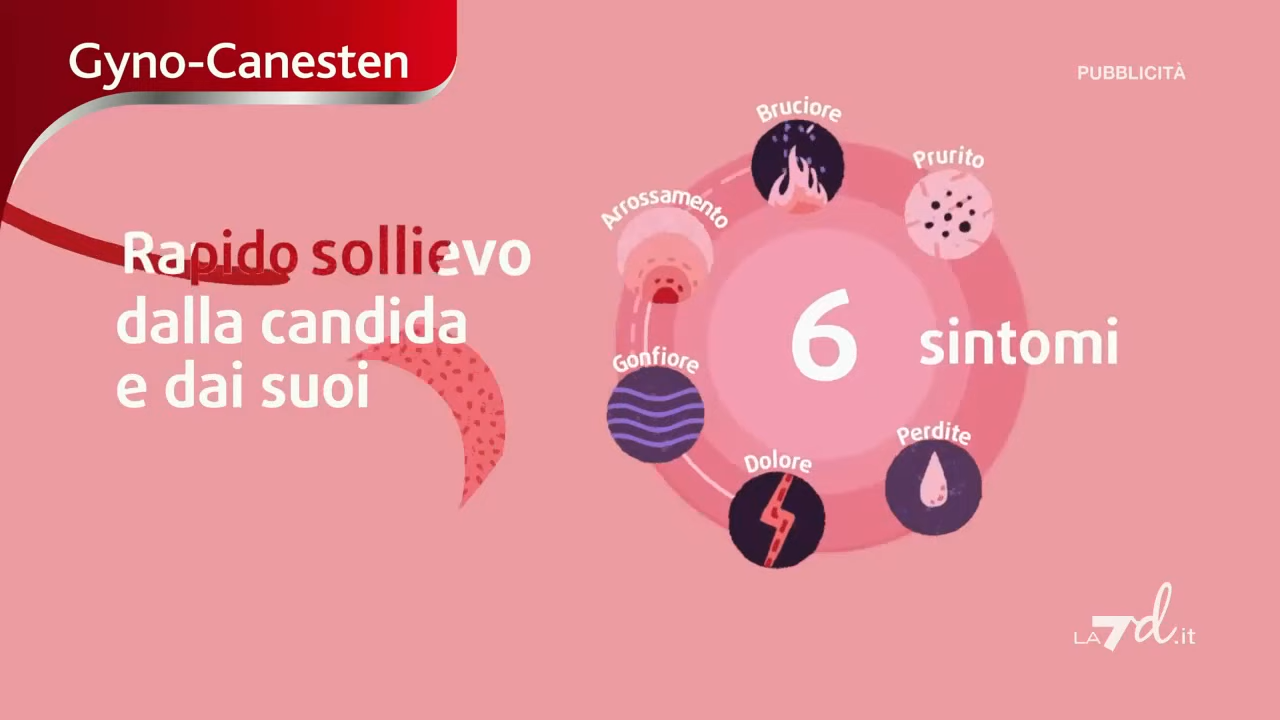 Gyno-Canesten
PUBBLICITÀ
Rapido sollievo
dalla candida
e dai suoi
6 sintomi
Bruciore
Prurito
Arrossamento
Gonfiore
Perdite
Dolore
LA7d.it